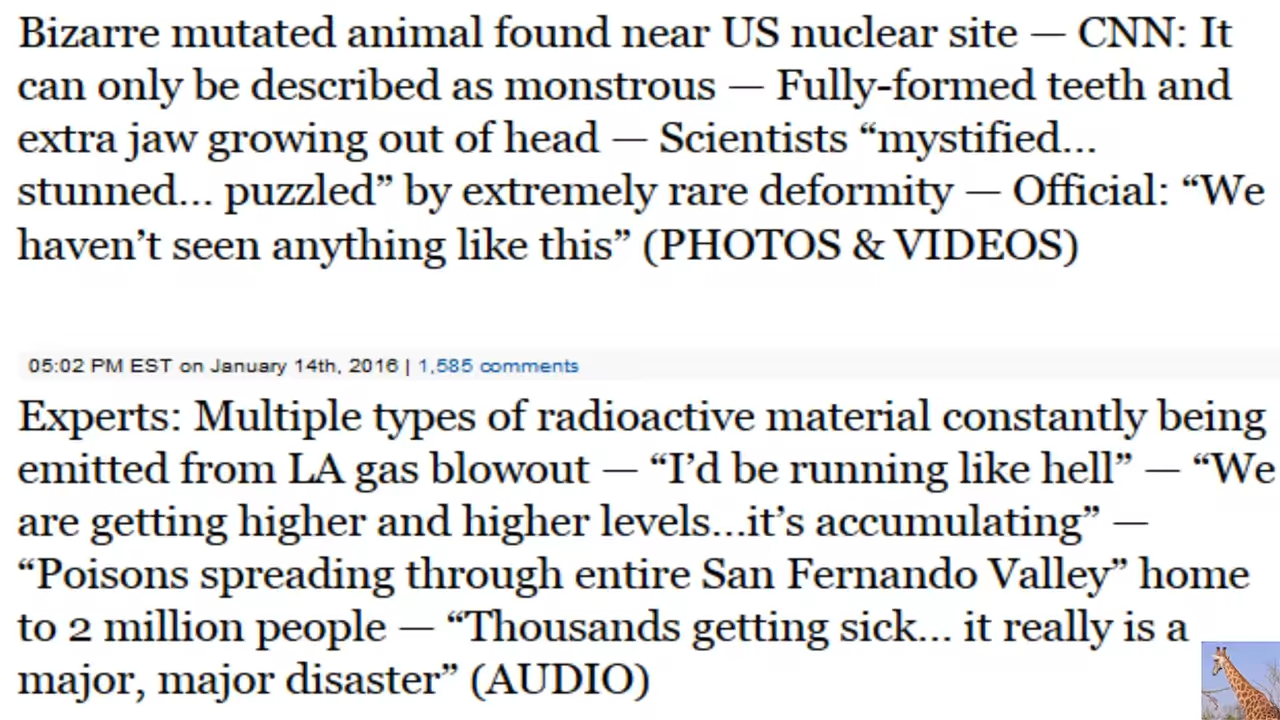 Bizarre mutated animal found near US nuclear site — CNN: It
can only be described as monstrous — Fully-formed teeth and
extra jaw growing out of head — Scientists “mystified...
stunned... puzzled” by extremely rare deformity — Official: “We
haven’t seen anything like this” (PHOTOS & VIDEOS)
05:02 PM EST on January 14th, 2016 | 1,585 comments
Experts: Multiple types of radioactive material constantly being
emitted from LA gas blowout — “I’d be running like hell” — “We
are getting higher and higher levels...it’s accumulating” —
“Poisons spreading through entire San Fernando Valley” home
to 2 million people — “Thousands getting sick... it really is a
major, major disaster” (AUDIO)